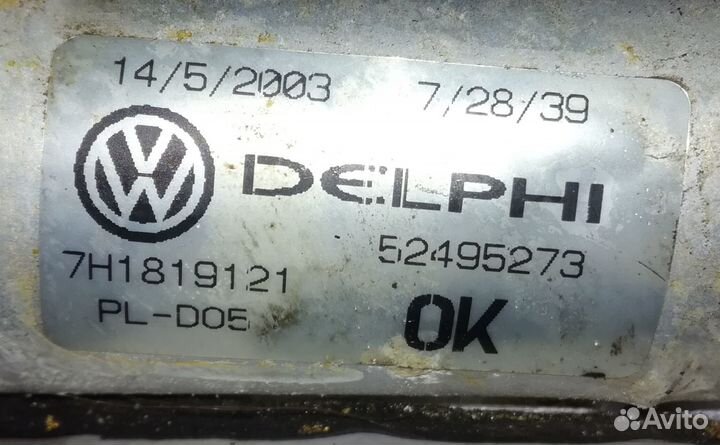 14/5/2003 7/28/39
DELPHI
7H1819121 52495273
PL-D05 OK
Avito